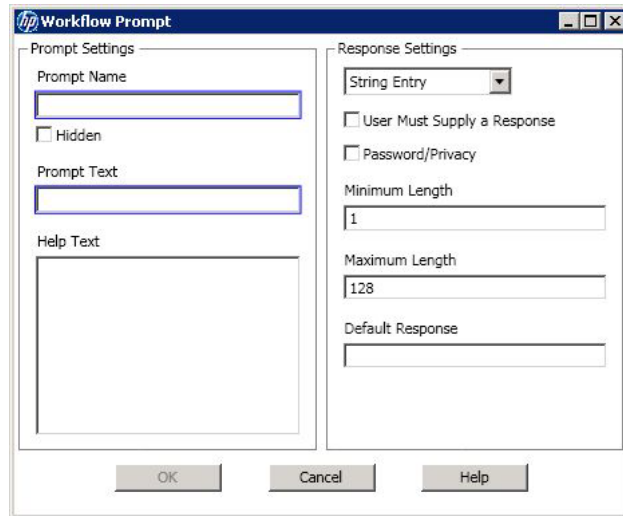 hp Workflow Prompt
Prompt Settings
Prompt Name
Hidden
Prompt Text
Help Text
Response Settings
String Entry
User Must Supply a Response
Password/Privacy
Minimum Length
1
Maximum Length
128
Default Response
OK Cancel Help